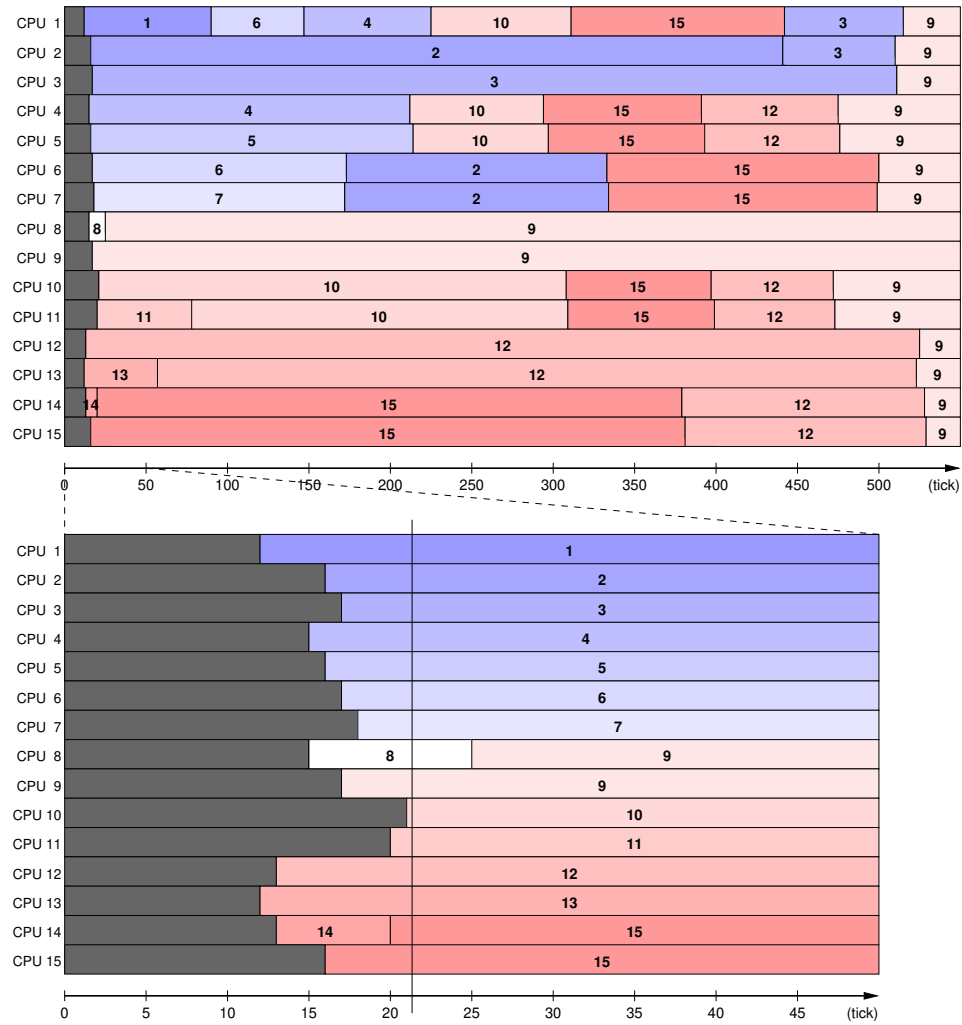 CPU 1 1 6 4 10 15 3 9
CPU 2 2 3 9
CPU 3 3 9
CPU 4 4 10 15 12 9
CPU 5 5 10 15 12 9
CPU 6 6 2 15 9
CPU 7 7 2 15 9
CPU 8 8 9
CPU 9 9
CPU 10 10 15 12 9
CPU 11 11 10 15 12 9
CPU 12 12 9
CPU 13 13 12 9
CPU 14 14 15 12 9
CPU 15 15 12 9
0 50 100 150 200 250 300 350 400 450 500 (tick)
CPU 1 1
CPU 2 2
CPU 3 3
CPU 4 4
CPU 5 5
CPU 6 6
CPU 7 7
CPU 8 8 9
CPU 9 9
CPU 10 10
CPU 11 11
CPU 12 12
CPU 13 13
CPU 14 14 15
CPU 15 15
0 5 10 15 20 25 30 35 40 45 (tick)